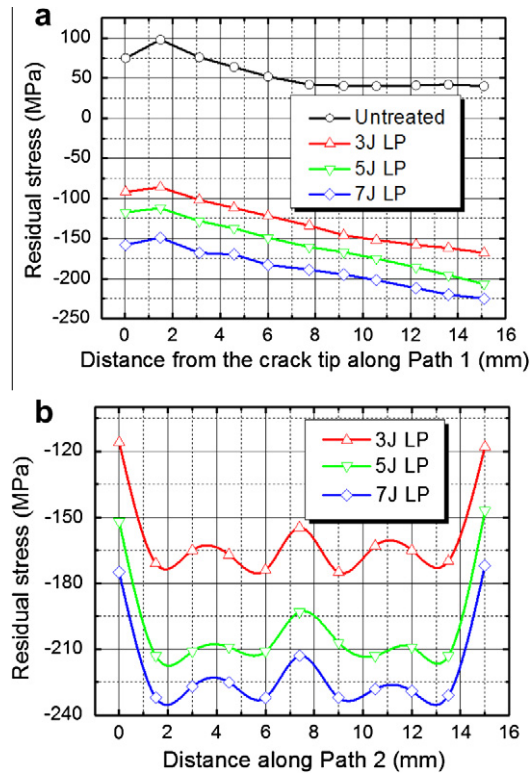 a
Residual stress (MPa)
100
50
0
-50
-100
-150
-200
-250
Untreated
3J LP
5J LP
7J LP
0 2 4 6 8 10 12 14 16
Distance from the crack tip along Path 1 (mm)
b
Residual stress (MPa)
-120
-150
-180
-210
-240
3J LP
5J LP
7J LP
0 2 4 6 8 10 12 14 16
Distance along Path 2 (mm)